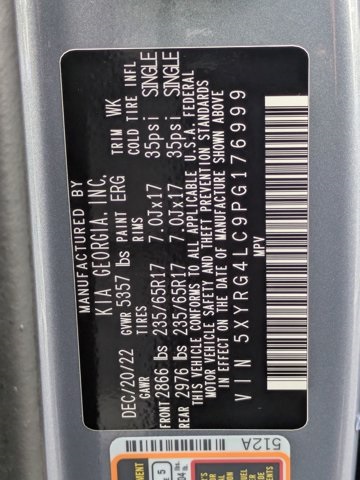 MANUFACTURED BY
KIA GEORGIA, INC.
DEC/20/22 GVWR 5357 lbs PAINT ERG TRIM WK
GAWR TIRES RIMS COLD TIRE INFL
FRONT 2866 lbs 235/65R17 7.0Jx17 35psi SINGLE
REAR 2976 lbs 235/65R17 7.0Jx17 35psi SINGLE
THIS VEHICLE CONFORMS TO ALL APPLICABLE U.S.A. FEDERAL
MOTOR VEHICLE SAFETY AND THEFT PREVENTION STANDARDS
IN EFFECT ON THE DATE OF MANUFACTURE SHOWN ABOVE
VIN 5XYRG4LC9PG176999
MPV
512A
5